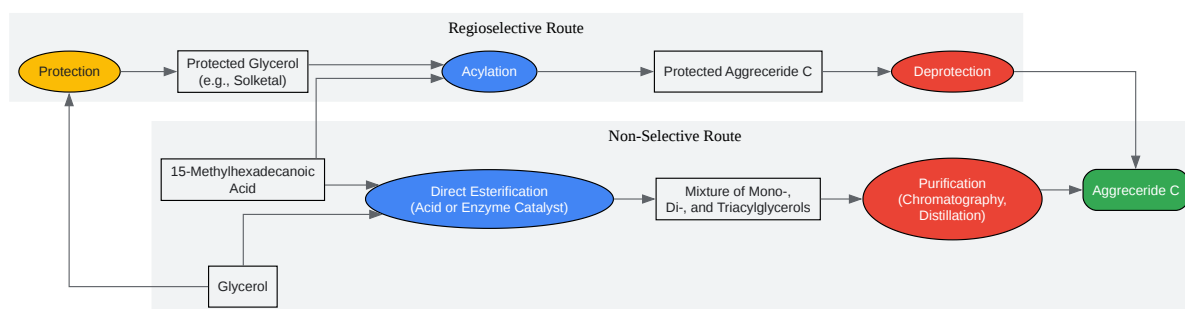 Regioselective Route
Protection
Protected Glycerol
(e.g., Solketal)
Acylation
Protected Aggreceride C
Deprotection
Non-Selective Route
15-Methylhexadecanoic
Acid
Direct Esterification
(Acid or Enzyme Catalyst)
Mixture of Mono-,
Di-, and Triacylglycerols
Purification
(Chromatography,
Distillation)
Aggreceride C
Glycerol